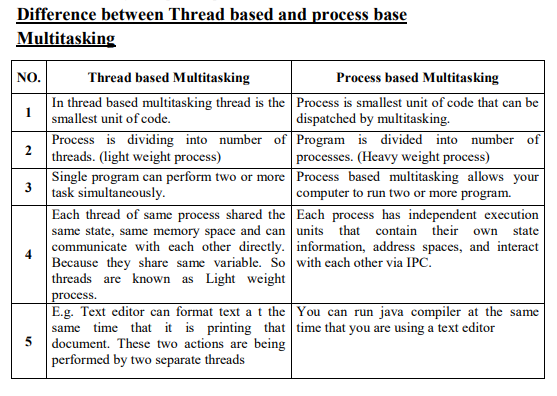 Difference between Thread based and process base
Multitasking
NO. Thread based Multitasking Process based Multitasking
1
In thread based multitasking thread is the
smallest unit of code.
Process is smallest unit of code that can be
dispatched by multitasking.
2
Process is dividing into number of
threads. (light weight process)
Program is divided into number of
processes. (Heavy weight process)
3
Single program can perform two or more
task simultaneously.
Process based multitasking allows your
computer to run two or more program.
4
Each thread of same process shared the
same state, same memory space and can
communicate with each other directly.
Because they share same variable. So
threads are known as Light weight
process.
Each process has independent execution
units that contain their own state
information, address spaces, and interact
with each other via IPC.
5
E.g. Text editor can format text a t the
same time that it is printing that
document. These two actions are being
performed by two separate threads
You can run java compiler at the same
time that you are using a text editor